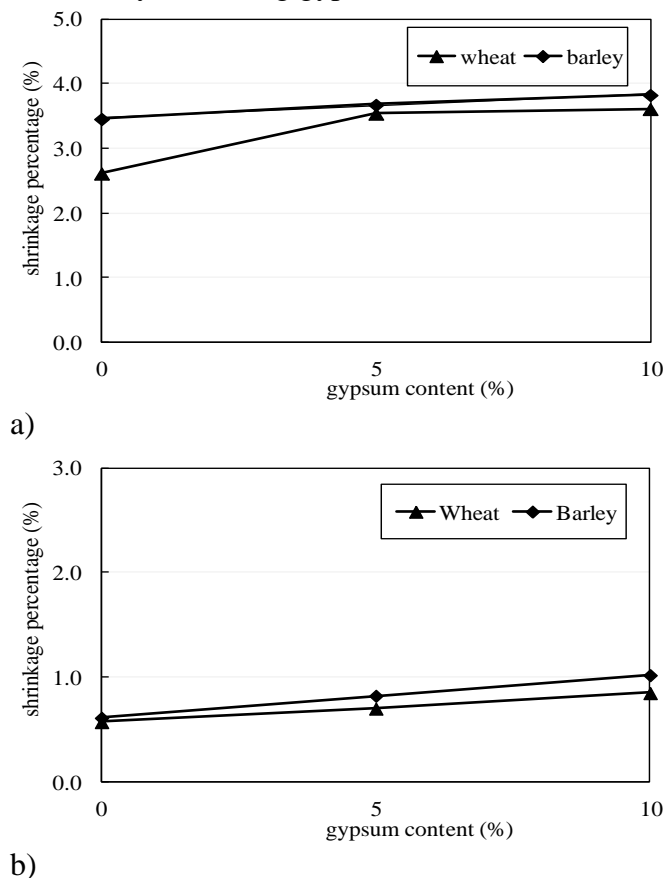 5.0
wheat barley
4.0
3.0
2.0
1.0
0.0
shrinkage percentage (%)
0 5 10
gypsum content (%)
a)
3.0
Wheat Barley
2.0
1.0
0.0
shrinkage percentage (%)
0 5 10
gypsum content (%)
b)